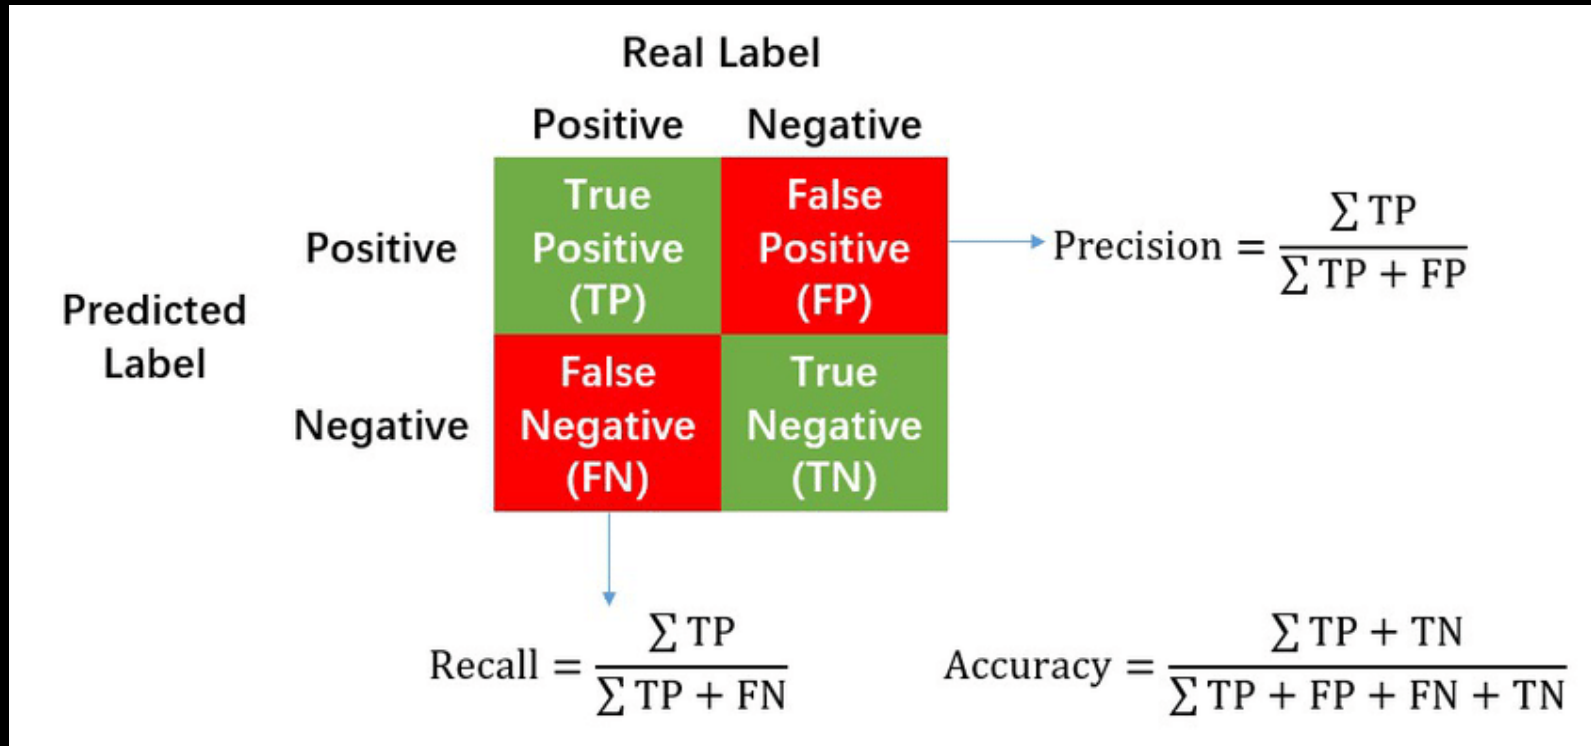 Real Label
Positive Negative
True
Positive
(TP)
False
Positive
(FP)
Positive
Precision = ∑ TP / ∑ TP + FP
Predicted
Label
False
Negative
(FN)
True
Negative
(TN)
Negative
Recall = ∑ TP / ∑ TP + FN
Accuracy = ∑ TP + TN / ∑ TP + FP + FN + TN